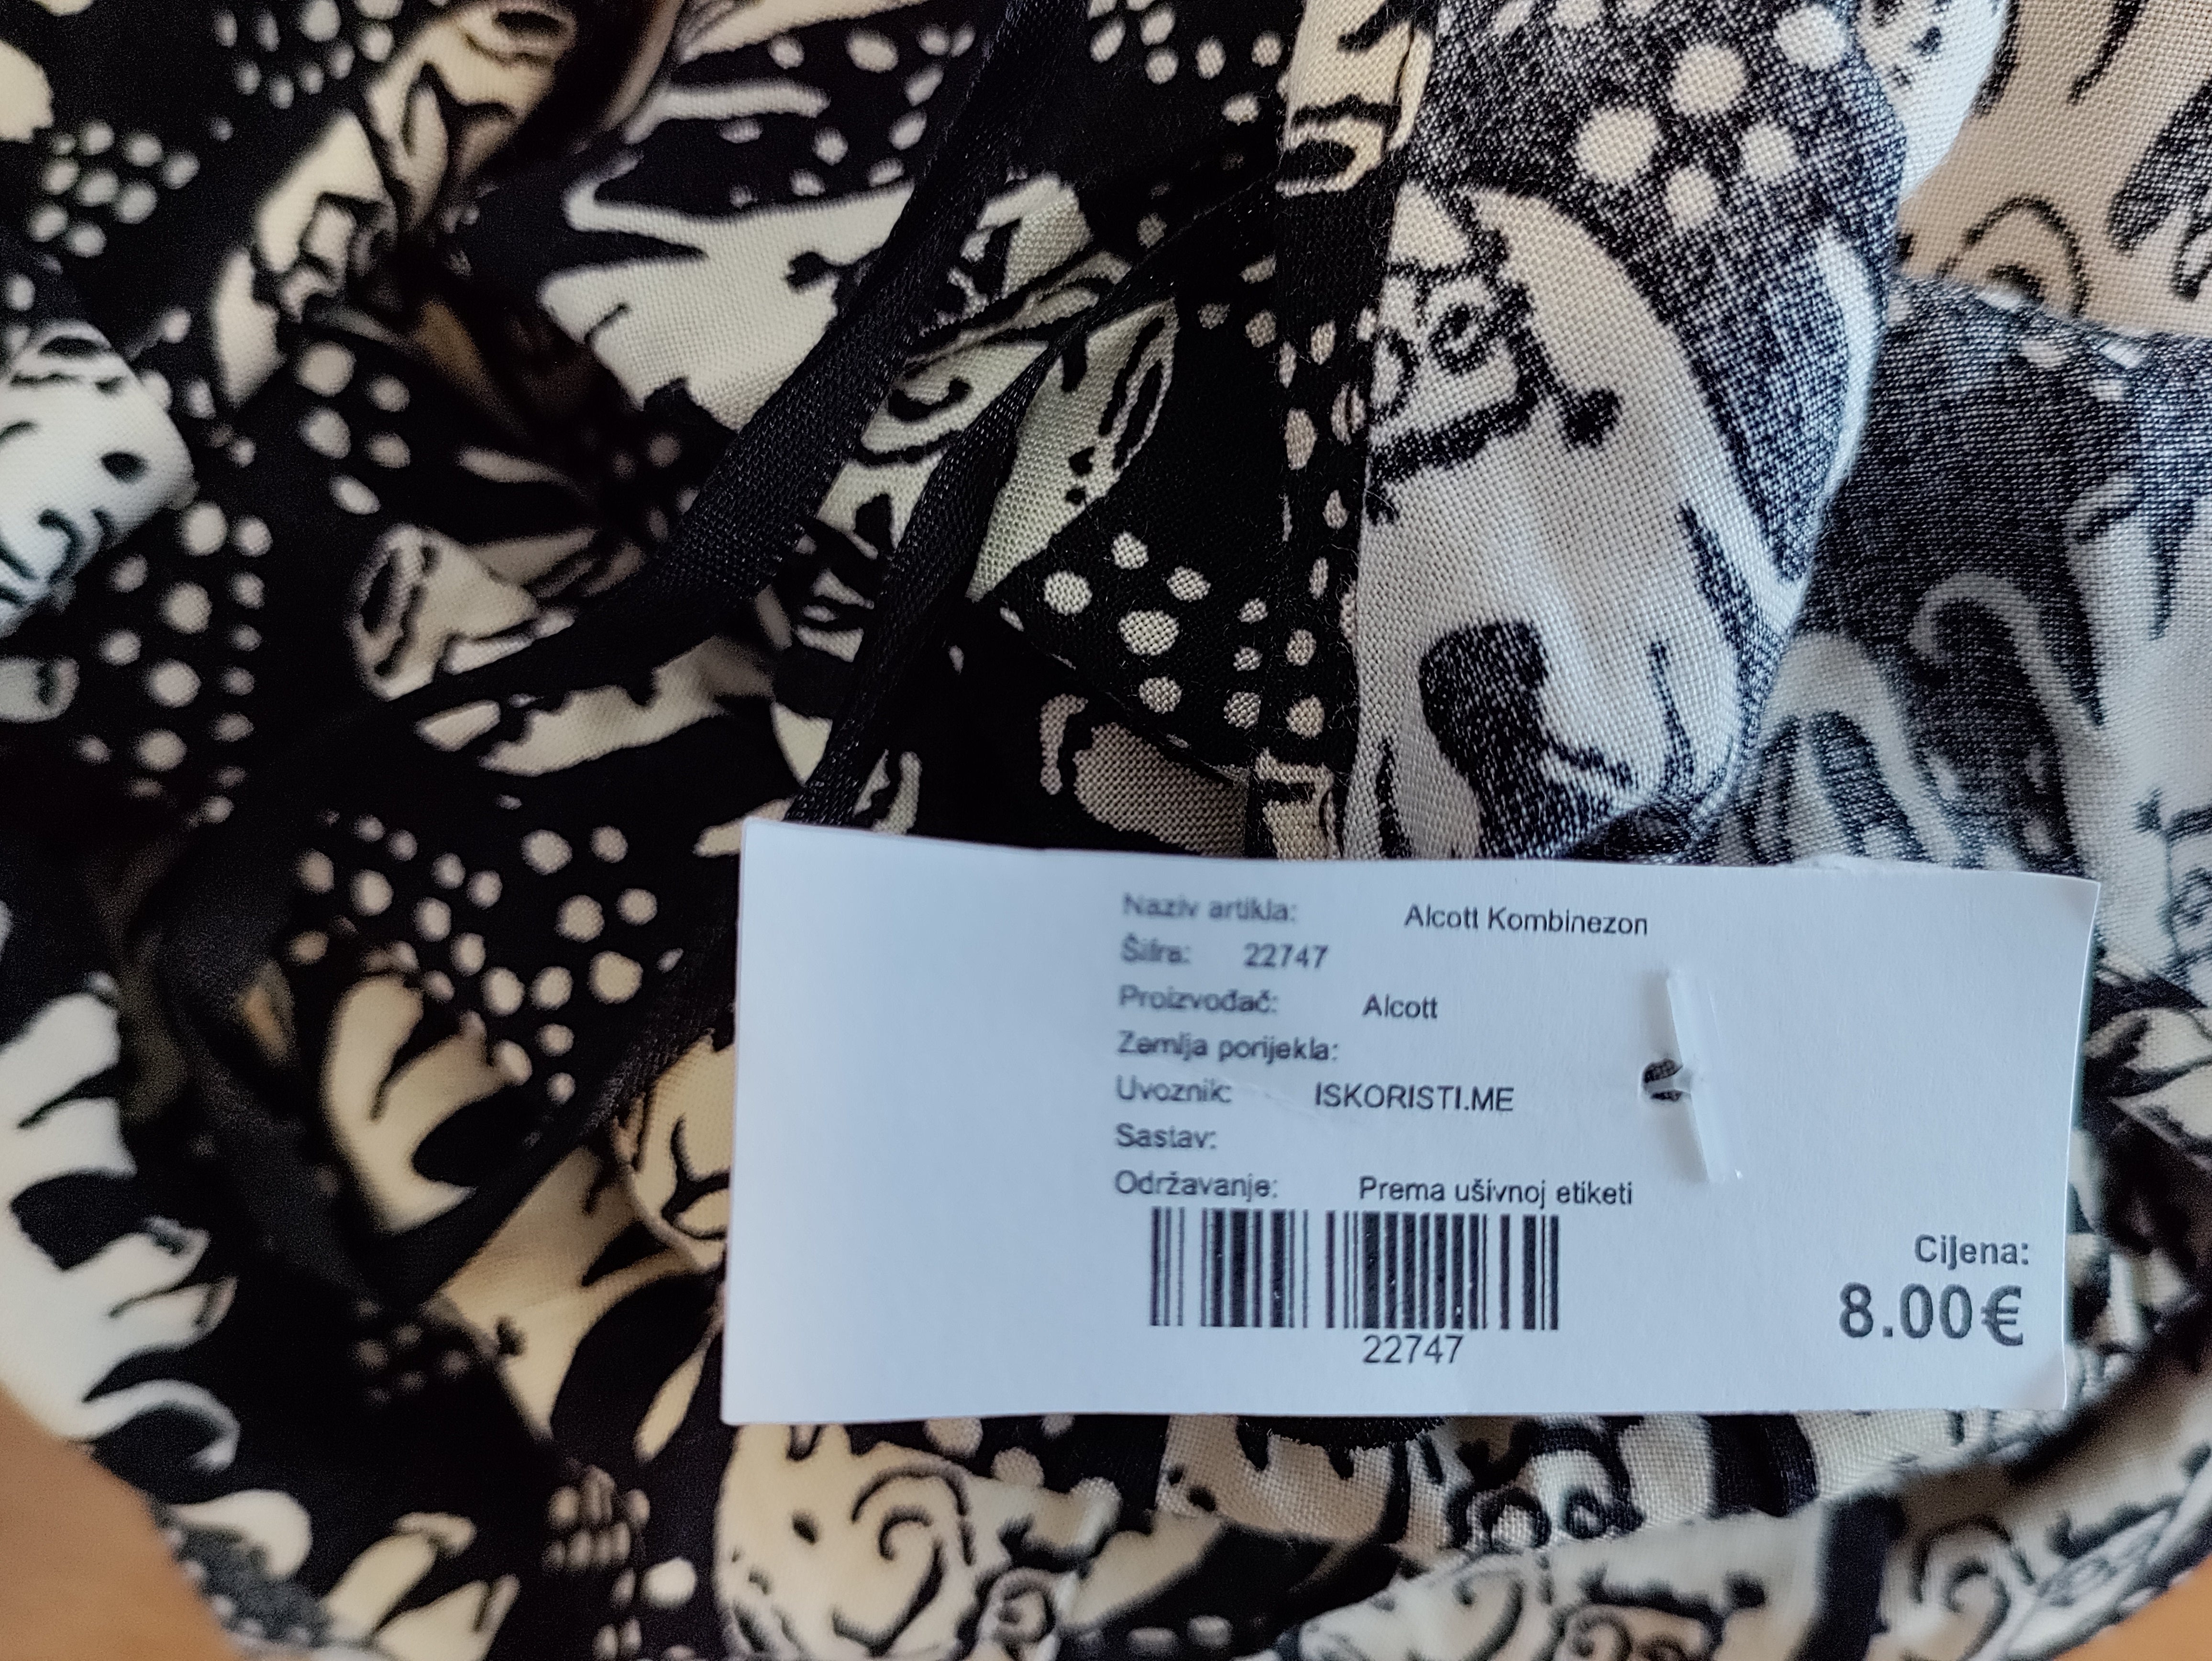 Naziv artikla: Alcott Kombinezon
Šifra: 22747
Proizvođač: Alcott
Zemlja porijekla:
Uvoznik: ISKORISTI.ME
Sastav:
Održavanje: Prema ušivnoj etiketi
22747
Cijena:
8.00€